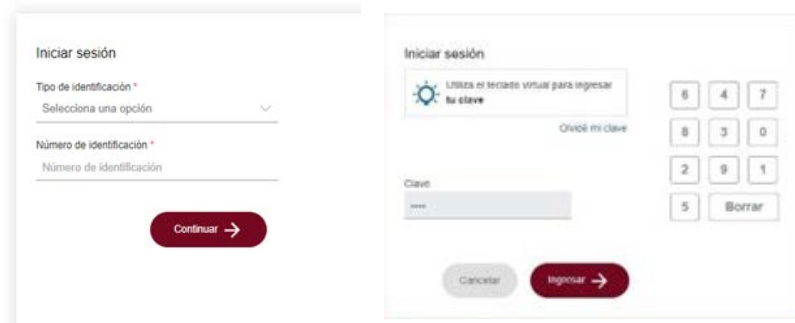 Iniciar sesión
Tipo de identificación *
Selecciona una opción
Número de identificación *
Número de identificación
Continuar
Iniciar sesión
Utiliza el teclado virtual para ingresar
tu clave
Olvidé mi clave
Clave
Cancelar
Ingresar
6 4 7
8 3 0
2 9 1
5 Borrar